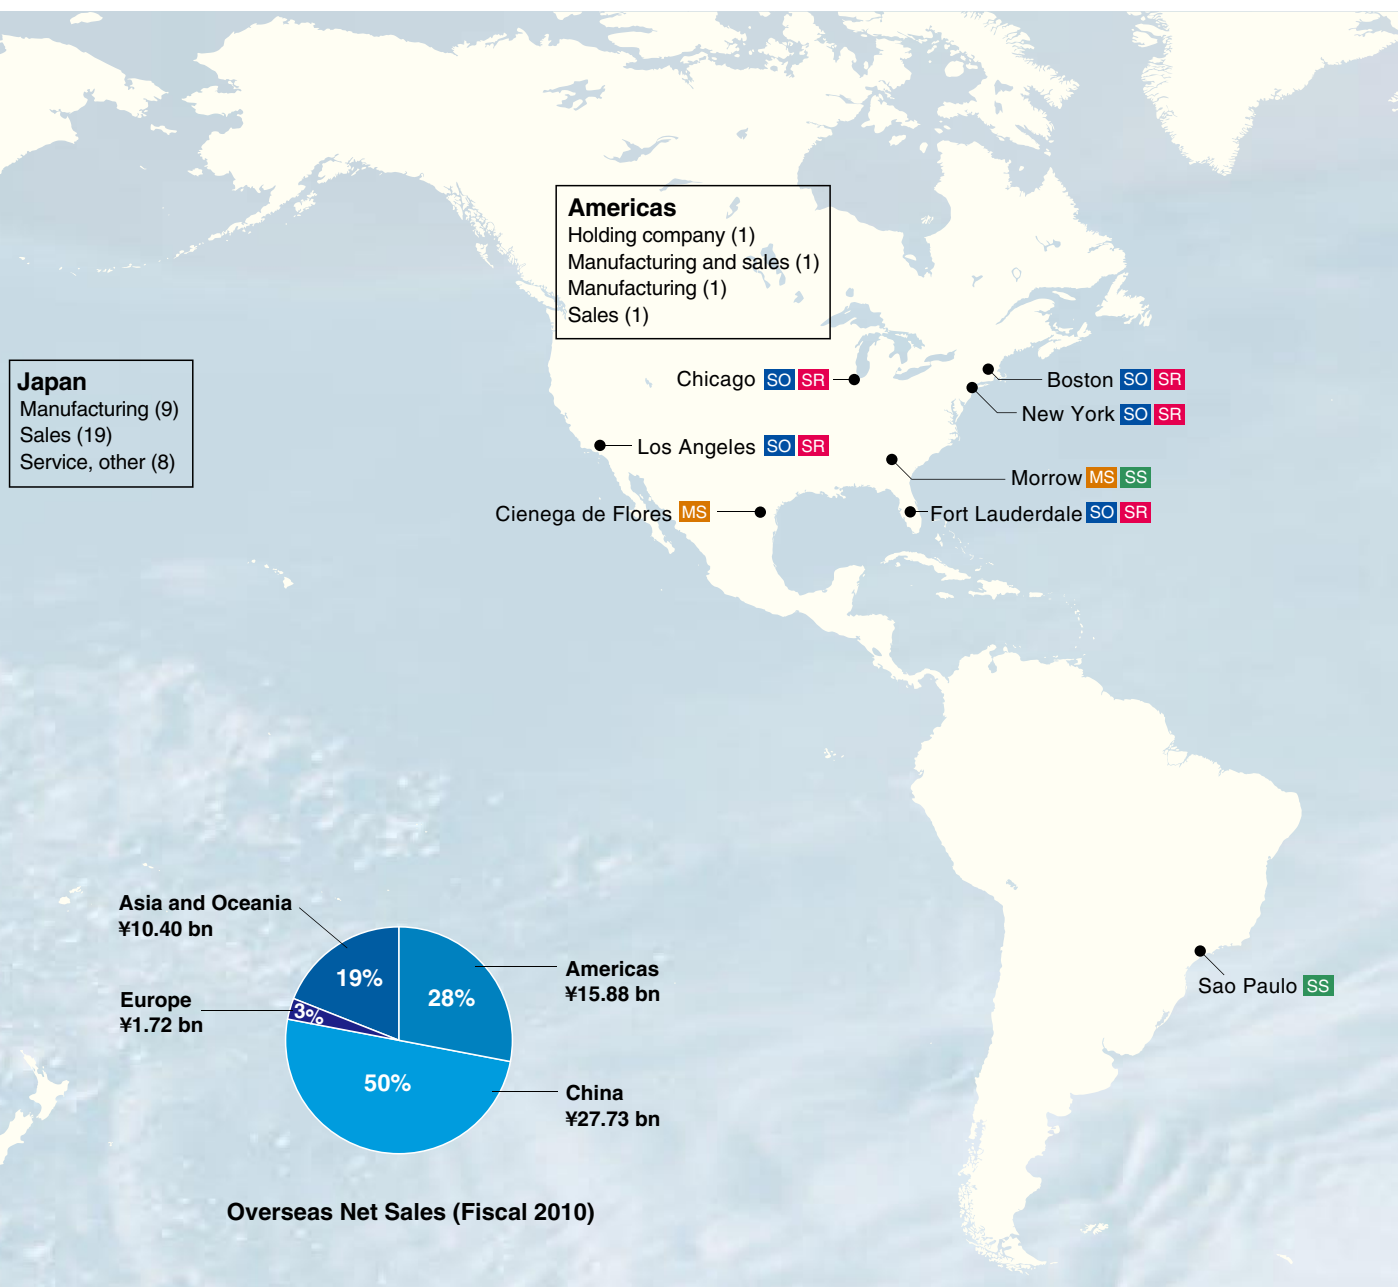 Americas
Holding company (1)
Manufacturing and sales (1)
Manufacturing (1)
Sales (1)
Japan
Manufacturing (9)
Sales (19)
Service, other (8)
Chicago SO SR
Boston SO SR
New York SO SR
Los Angeles SO SR
Morrow MS SS
Cienega de Flores MS
Fort Lauderdale SO SR
Sao Paulo SS
Asia and Oceania
¥10.40 bn
19%
Americas
¥15.88 bn
28%
Europe
¥1.72 bn
3%
50%
China
¥27.73 bn
Overseas Net Sales (Fiscal 2010)